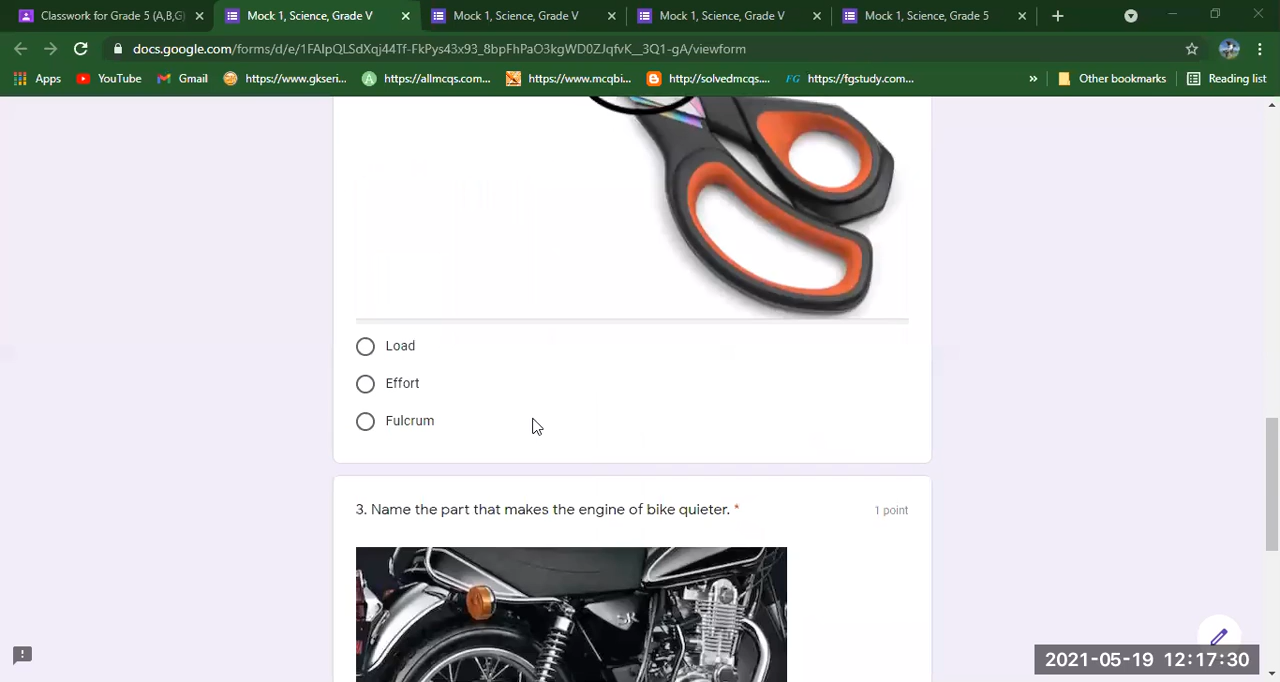 Classwork for Grade 5 (A,B,G)
Mock 1, Science, Grade V
Mock 1, Science, Grade V
Mock 1, Science, Grade V
Mock 1, Science, Grade 5
docs.google.com/forms/d/e/1FAIpQLSdXqj44Tf-FkPys43x93_8bpFhPaO3kgWD0ZJqfvK__3Q1-gA/viewform
Apps
YouTube
Gmail
https://www.gkseri...
https://allmcqs.com...
https://www.mcqbi...
http://solvedmcqs....
FG https://fgstudy.com...
»
Other bookmarks
Reading list
Load
Effort
Fulcrum
3. Name the part that makes the engine of bike quieter. *
1 point
2021-05-19 12:17:30